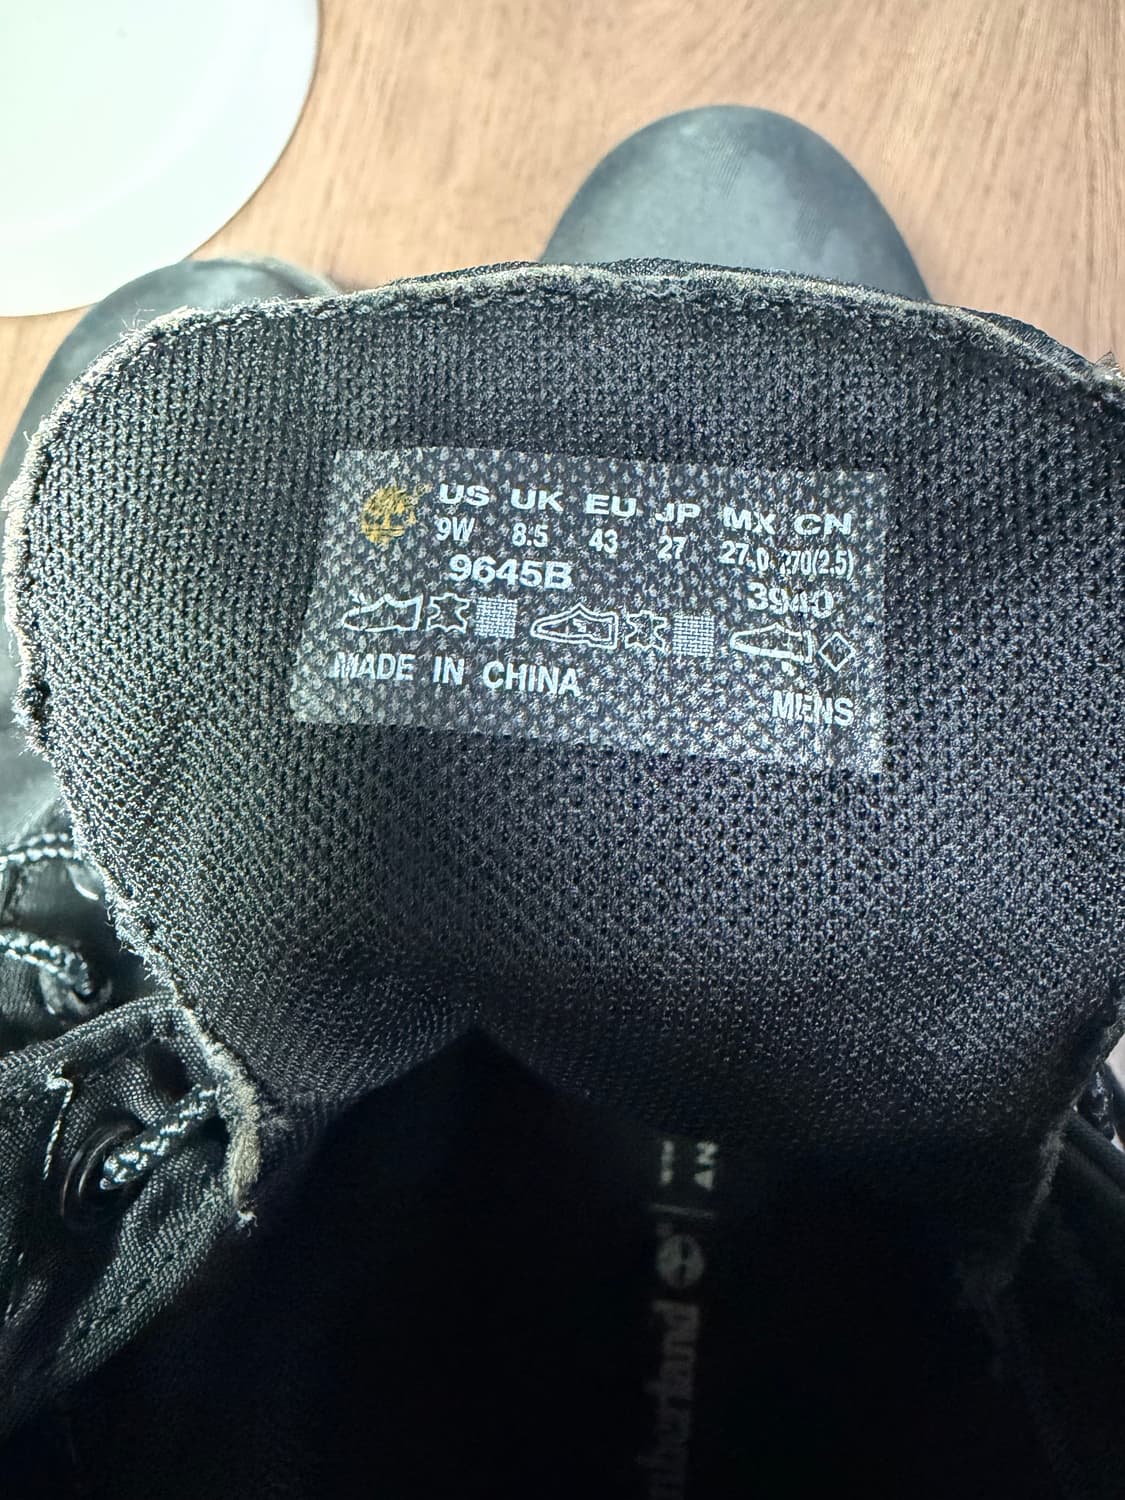 US UK EU JP MX CN
9W 8.5 43 27 27.0 270(2.5)
9645B 3940
MADE IN CHINA
MENS